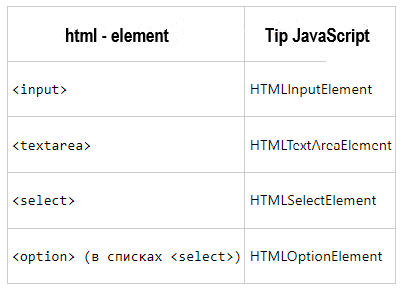 html - element Tip JavaScript
<input> HTMLInputElement
<textarea> HTMLTextAreaElement
<select> HTMLSelectElement
<option> (в списках <select>) HTMLOptionElement